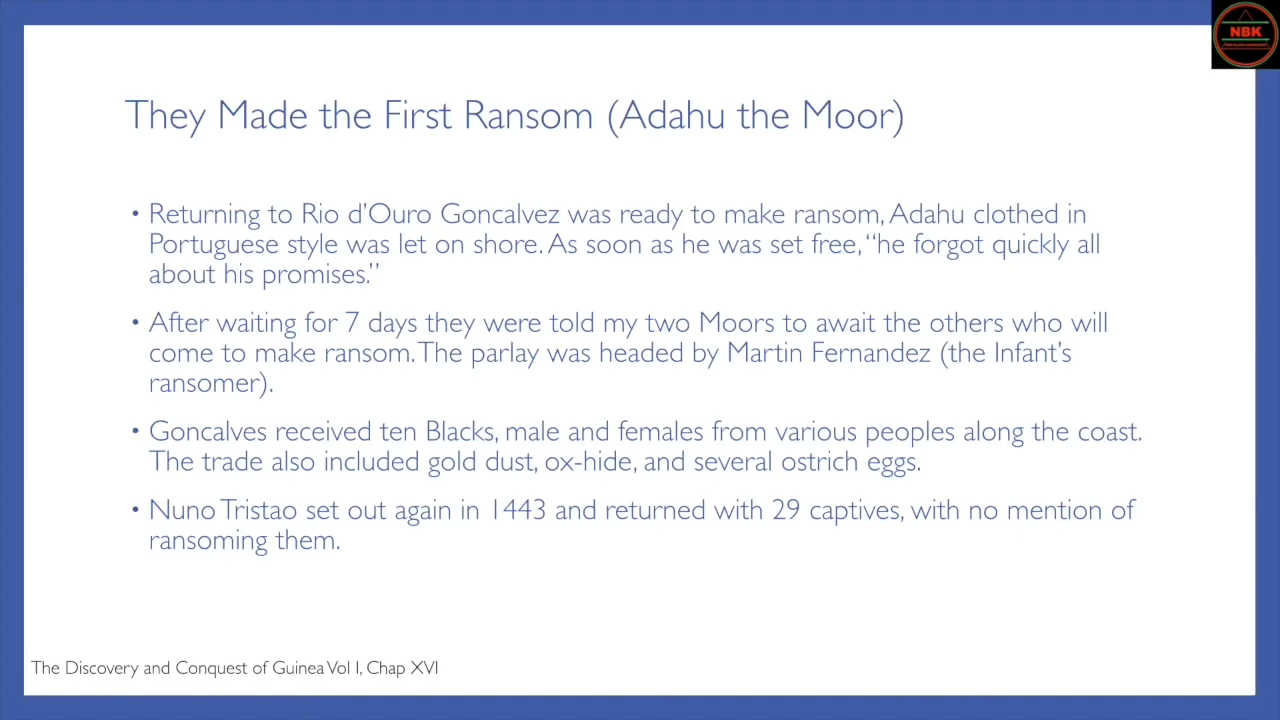 NBK
They Made the First Ransom (Adahu the Moor)
• Returning to Rio d’Ouro Goncalvez was ready to make ransom, Adahu clothed in
Portuguese style was let on shore. As soon as he was set free, “he forgot quickly all
about his promises.”
• After waiting for 7 days they were told my two Moors to await the others who will
come to make ransom. The parlay was headed by Martin Fernandez (the Infant’s
ransomer).
• Goncalves received ten Blacks, male and females from various peoples along the coast.
The trade also included gold dust, ox-hide, and several ostrich eggs.
• Nuno Tristao set out again in 1443 and returned with 29 captives, with no mention of
ransoming them.
The Discovery and Conquest of Guinea Vol I, Chap XVI